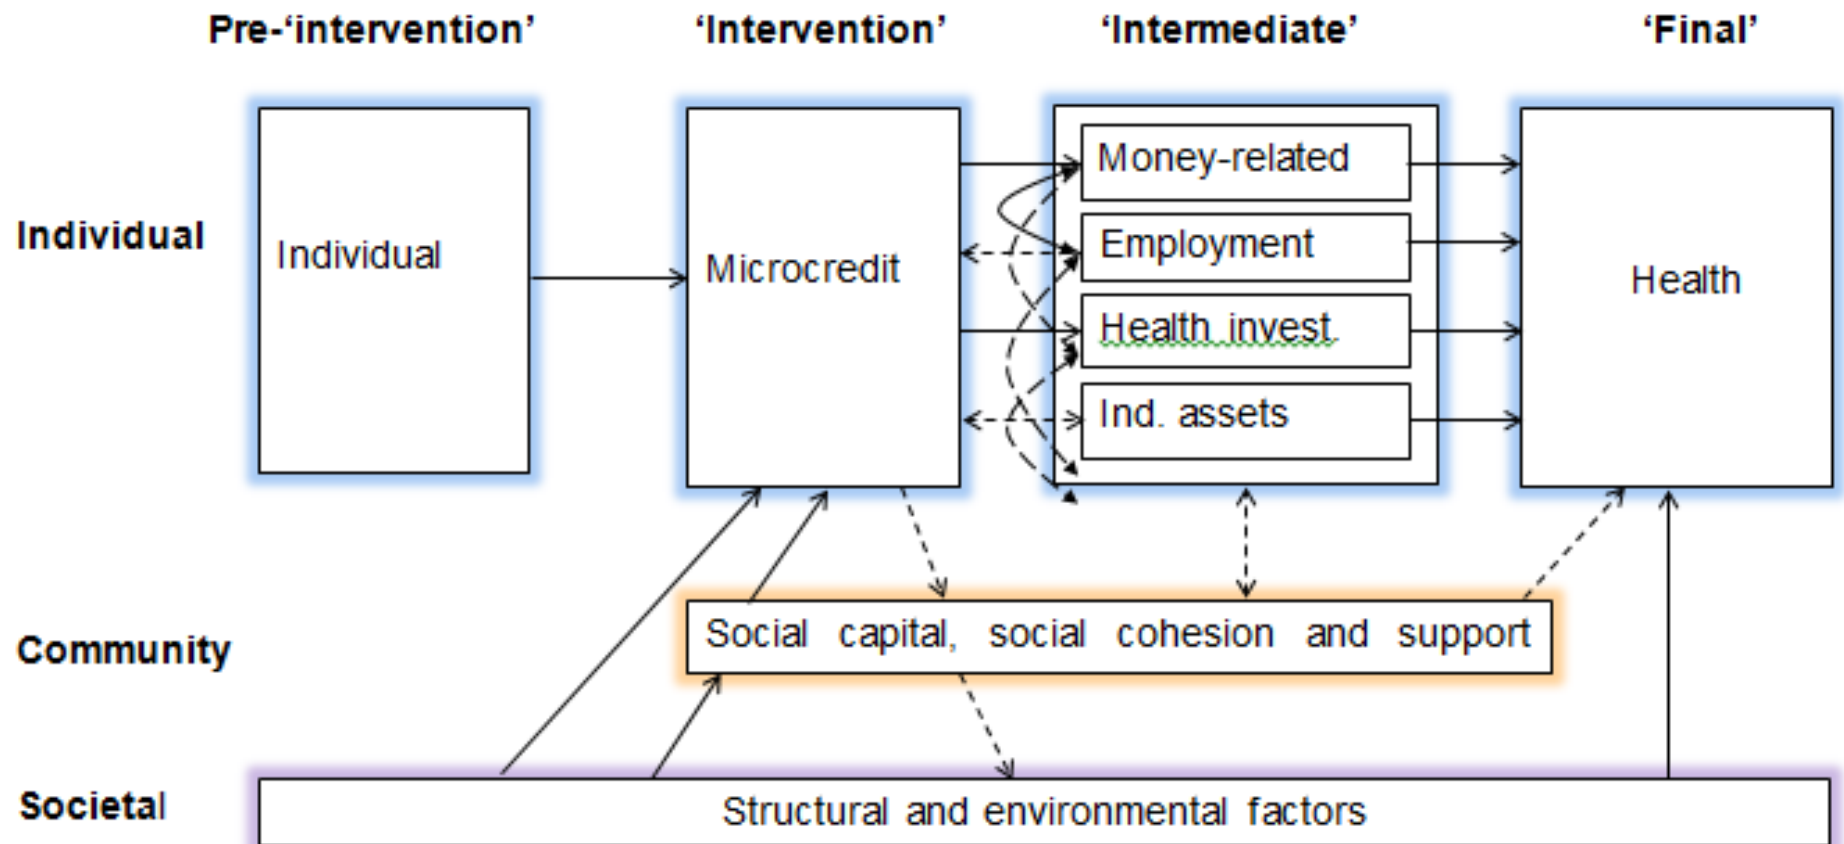 Pre-‘intervention’ ‘Intervention’ ‘Intermediate’ ‘Final’
Individual
Individual
Microcredit
Money-related
Employment
Health invest.
Ind. assets
Health
Community
Social capital, social cohesion and support
Societal
Structural and environmental factors